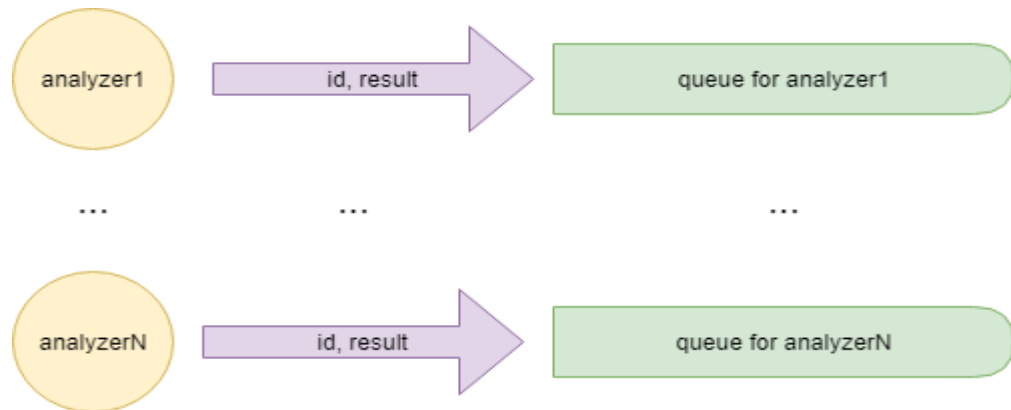 analyzer1
id, result
queue for analyzer1
... ... ...
analyzerN
id, result
queue for analyzerN